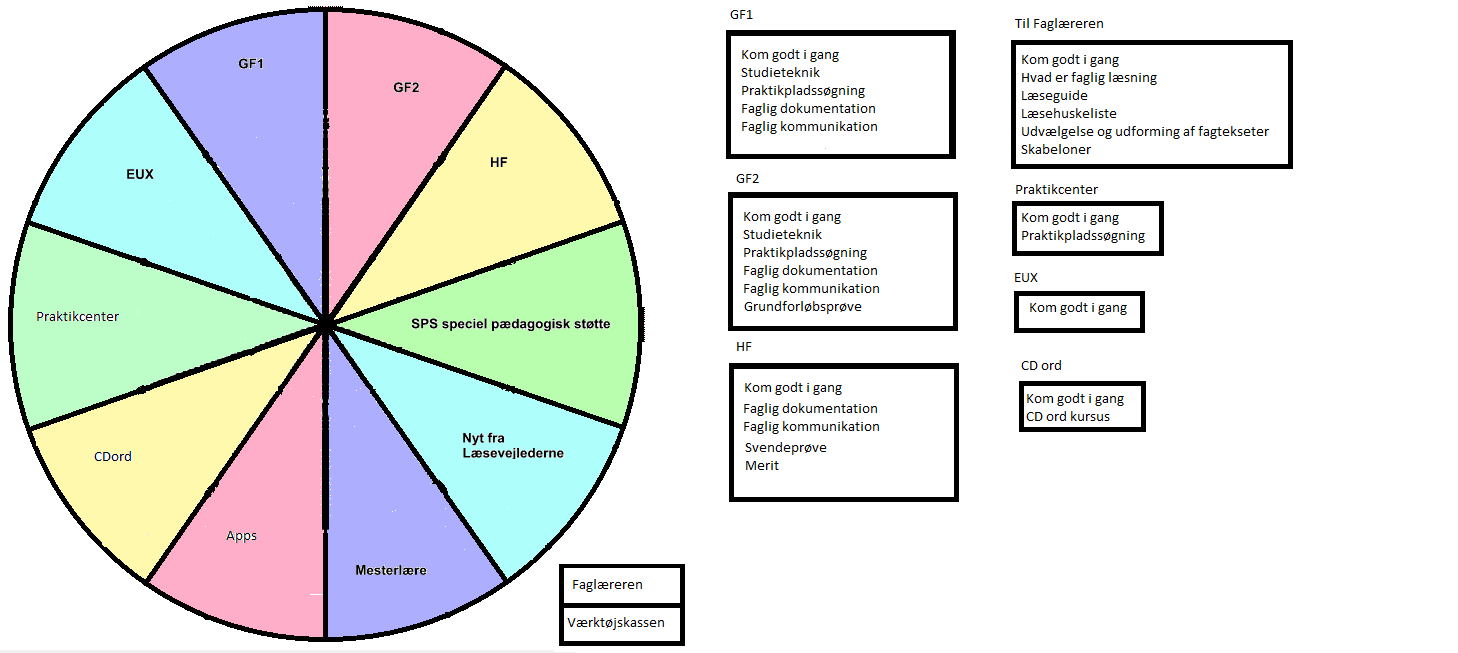 GF1
GF2
EUX
HF
Praktikcenter
SPS speciel pædagogisk støtte
CDord
Nyt fra
Læsevejlederne
Apps
Mesterlære
Faglæreren
Værktøjskassen
GF1
Kom godt i gang
Studieteknik
Praktikpladssøgning
Faglig dokumentation
Faglig kommunikation
GF2
Kom godt i gang
Studieteknik
Praktikpladssøgning
Faglig dokumentation
Faglig kommunikation
Grundforløbsprøve
HF
Kom godt i gang
Faglig dokumentation
Faglig kommunikation
Svendeprøve
Merit
Til Faglæreren
Kom godt i gang
Hvad er faglig læsning
Læseguide
Læsehuskeliste
Udvælgelse og udforming af fagtekseter
Skabeloner
Praktikcenter
Kom godt i gang
Praktikpladssøgning
EUX
Kom godt i gang
CD ord
Kom godt i gang
CD ord kursus